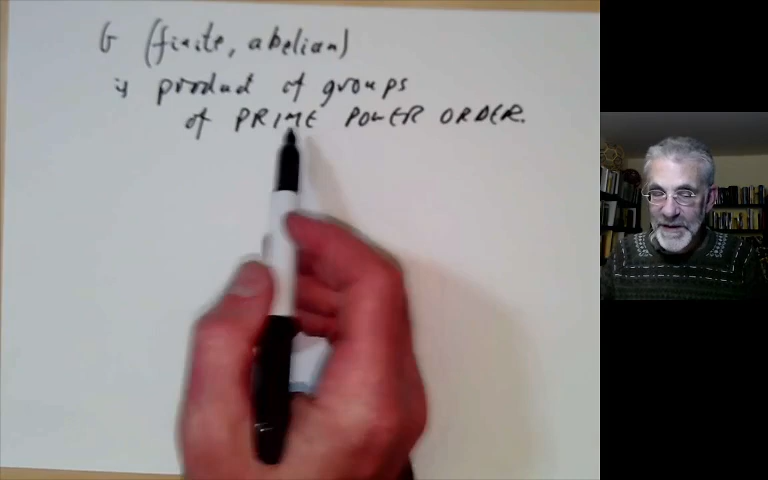 G (finite, abelian)
is product of groups
of PRIME POWER ORDER.